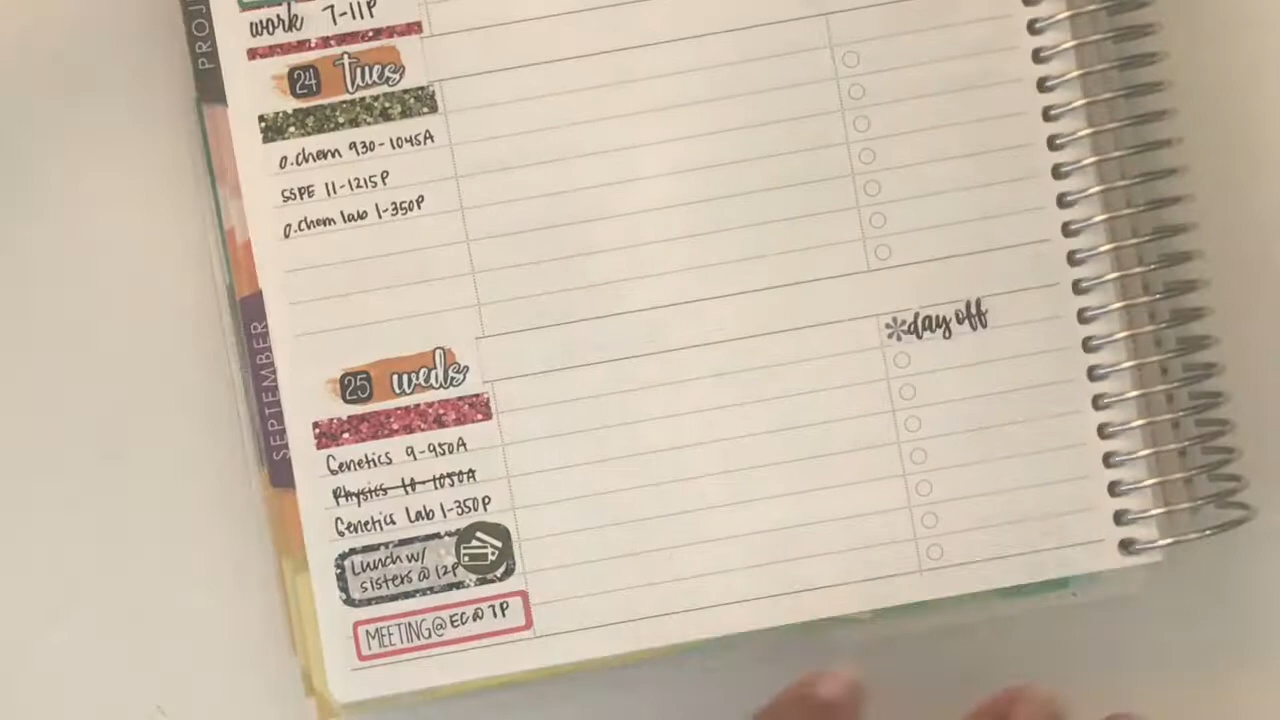 PROJ
work 7-11P
24 tues
o.chem 930-1045A
SSPE 11-1215P
o.chem lab 1-350P
SEPTEMBER
*day off
25 weds
Genetics 9-950A
Physics 10-1050A
Genetics Lab 1-350P
Lunch w/
sisters @ 12P
MEETING@EC@7P